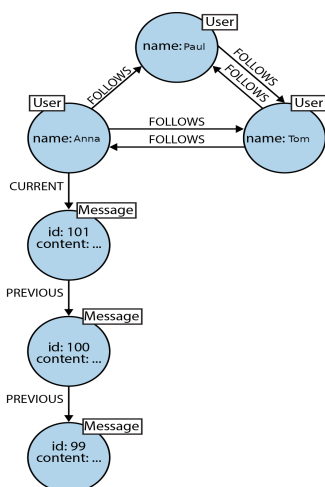 User
name: Paul
FOLLOWS
FOLLOWS
FOLLOWS
User
User
name: Anna
FOLLOWS
FOLLOWS
name: Tom
CURRENT
Message
id: 101
content: ...
PREVIOUS
Message
id: 100
content: ...
PREVIOUS
Message
id: 99
content: ...